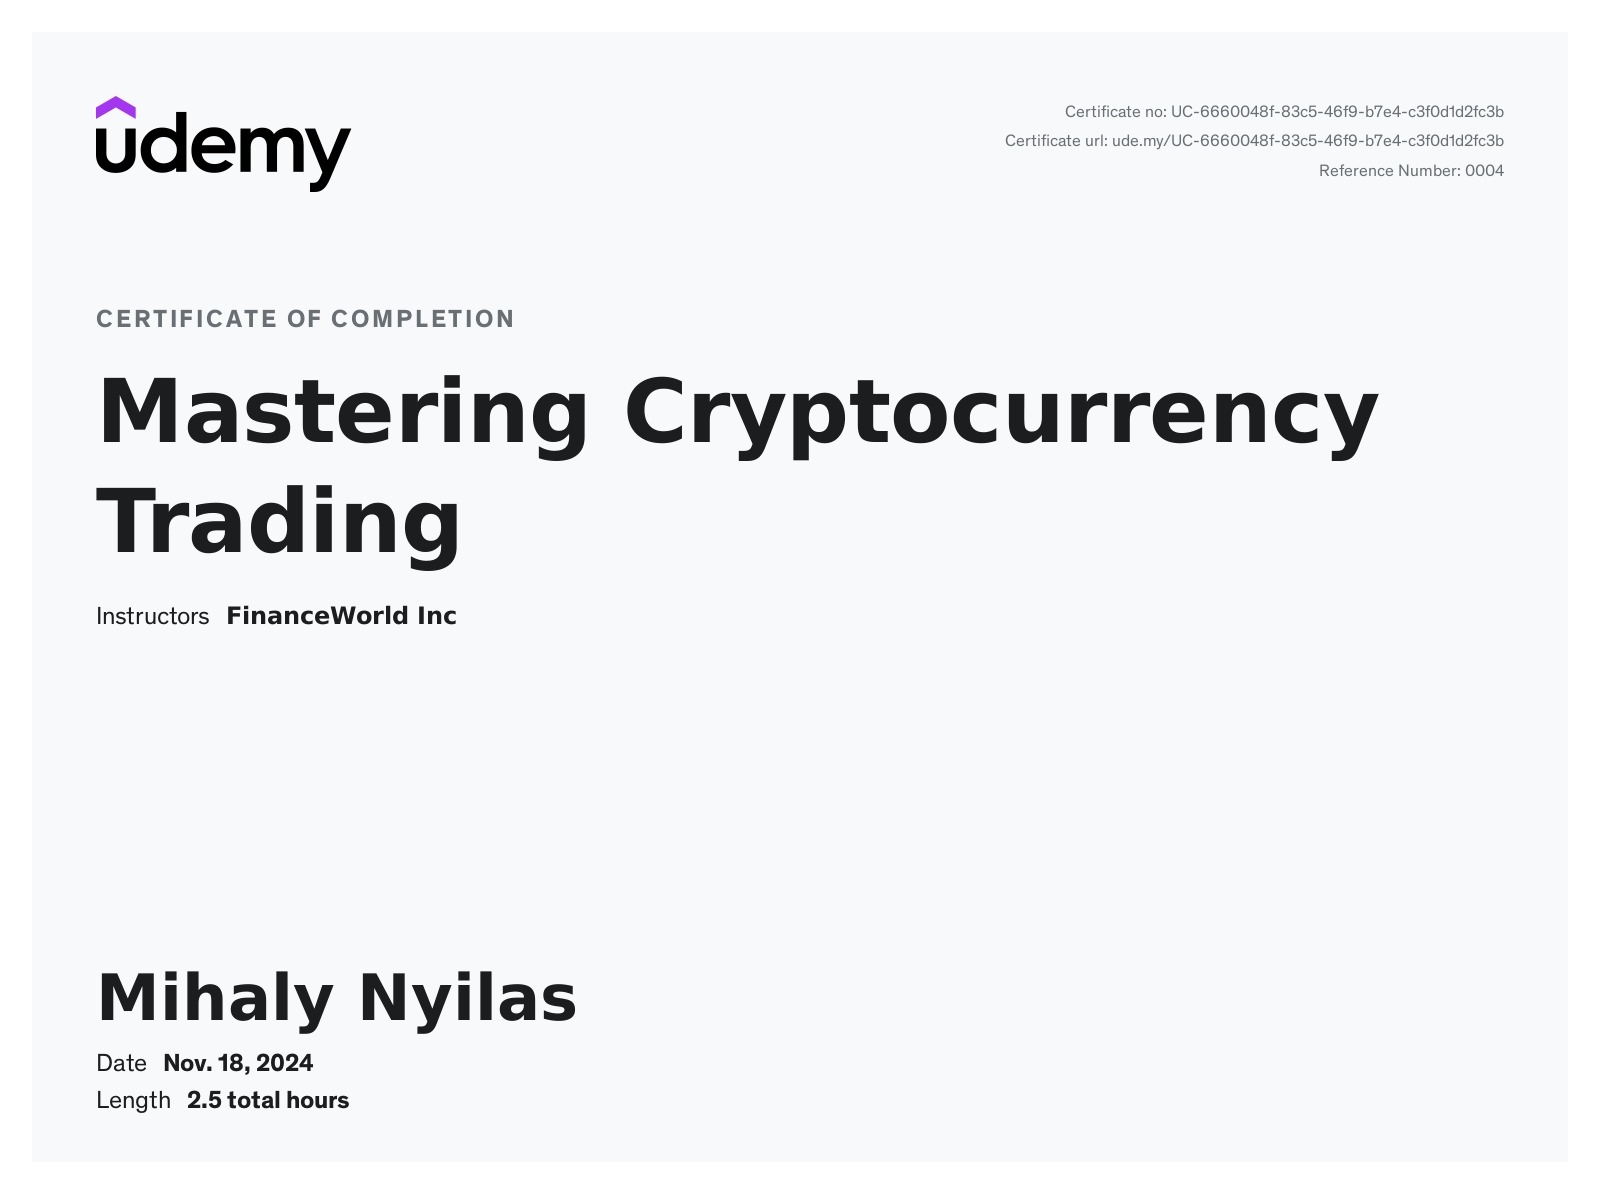 udemy
Certificate no: UC-6660048f-83c5-46f9-b7e4-c3f0d1d2fc3b
Certificate url: ude.my/UC-6660048f-83c5-46f9-b7e4-c3f0d1d2fc3b
Reference Number: 0004
CERTIFICATE OF COMPLETION
Mastering Cryptocurrency
Trading
Instructors FinanceWorld Inc
Mihaly Nyilas
Date Nov. 18, 2024
Length 2.5 total hours